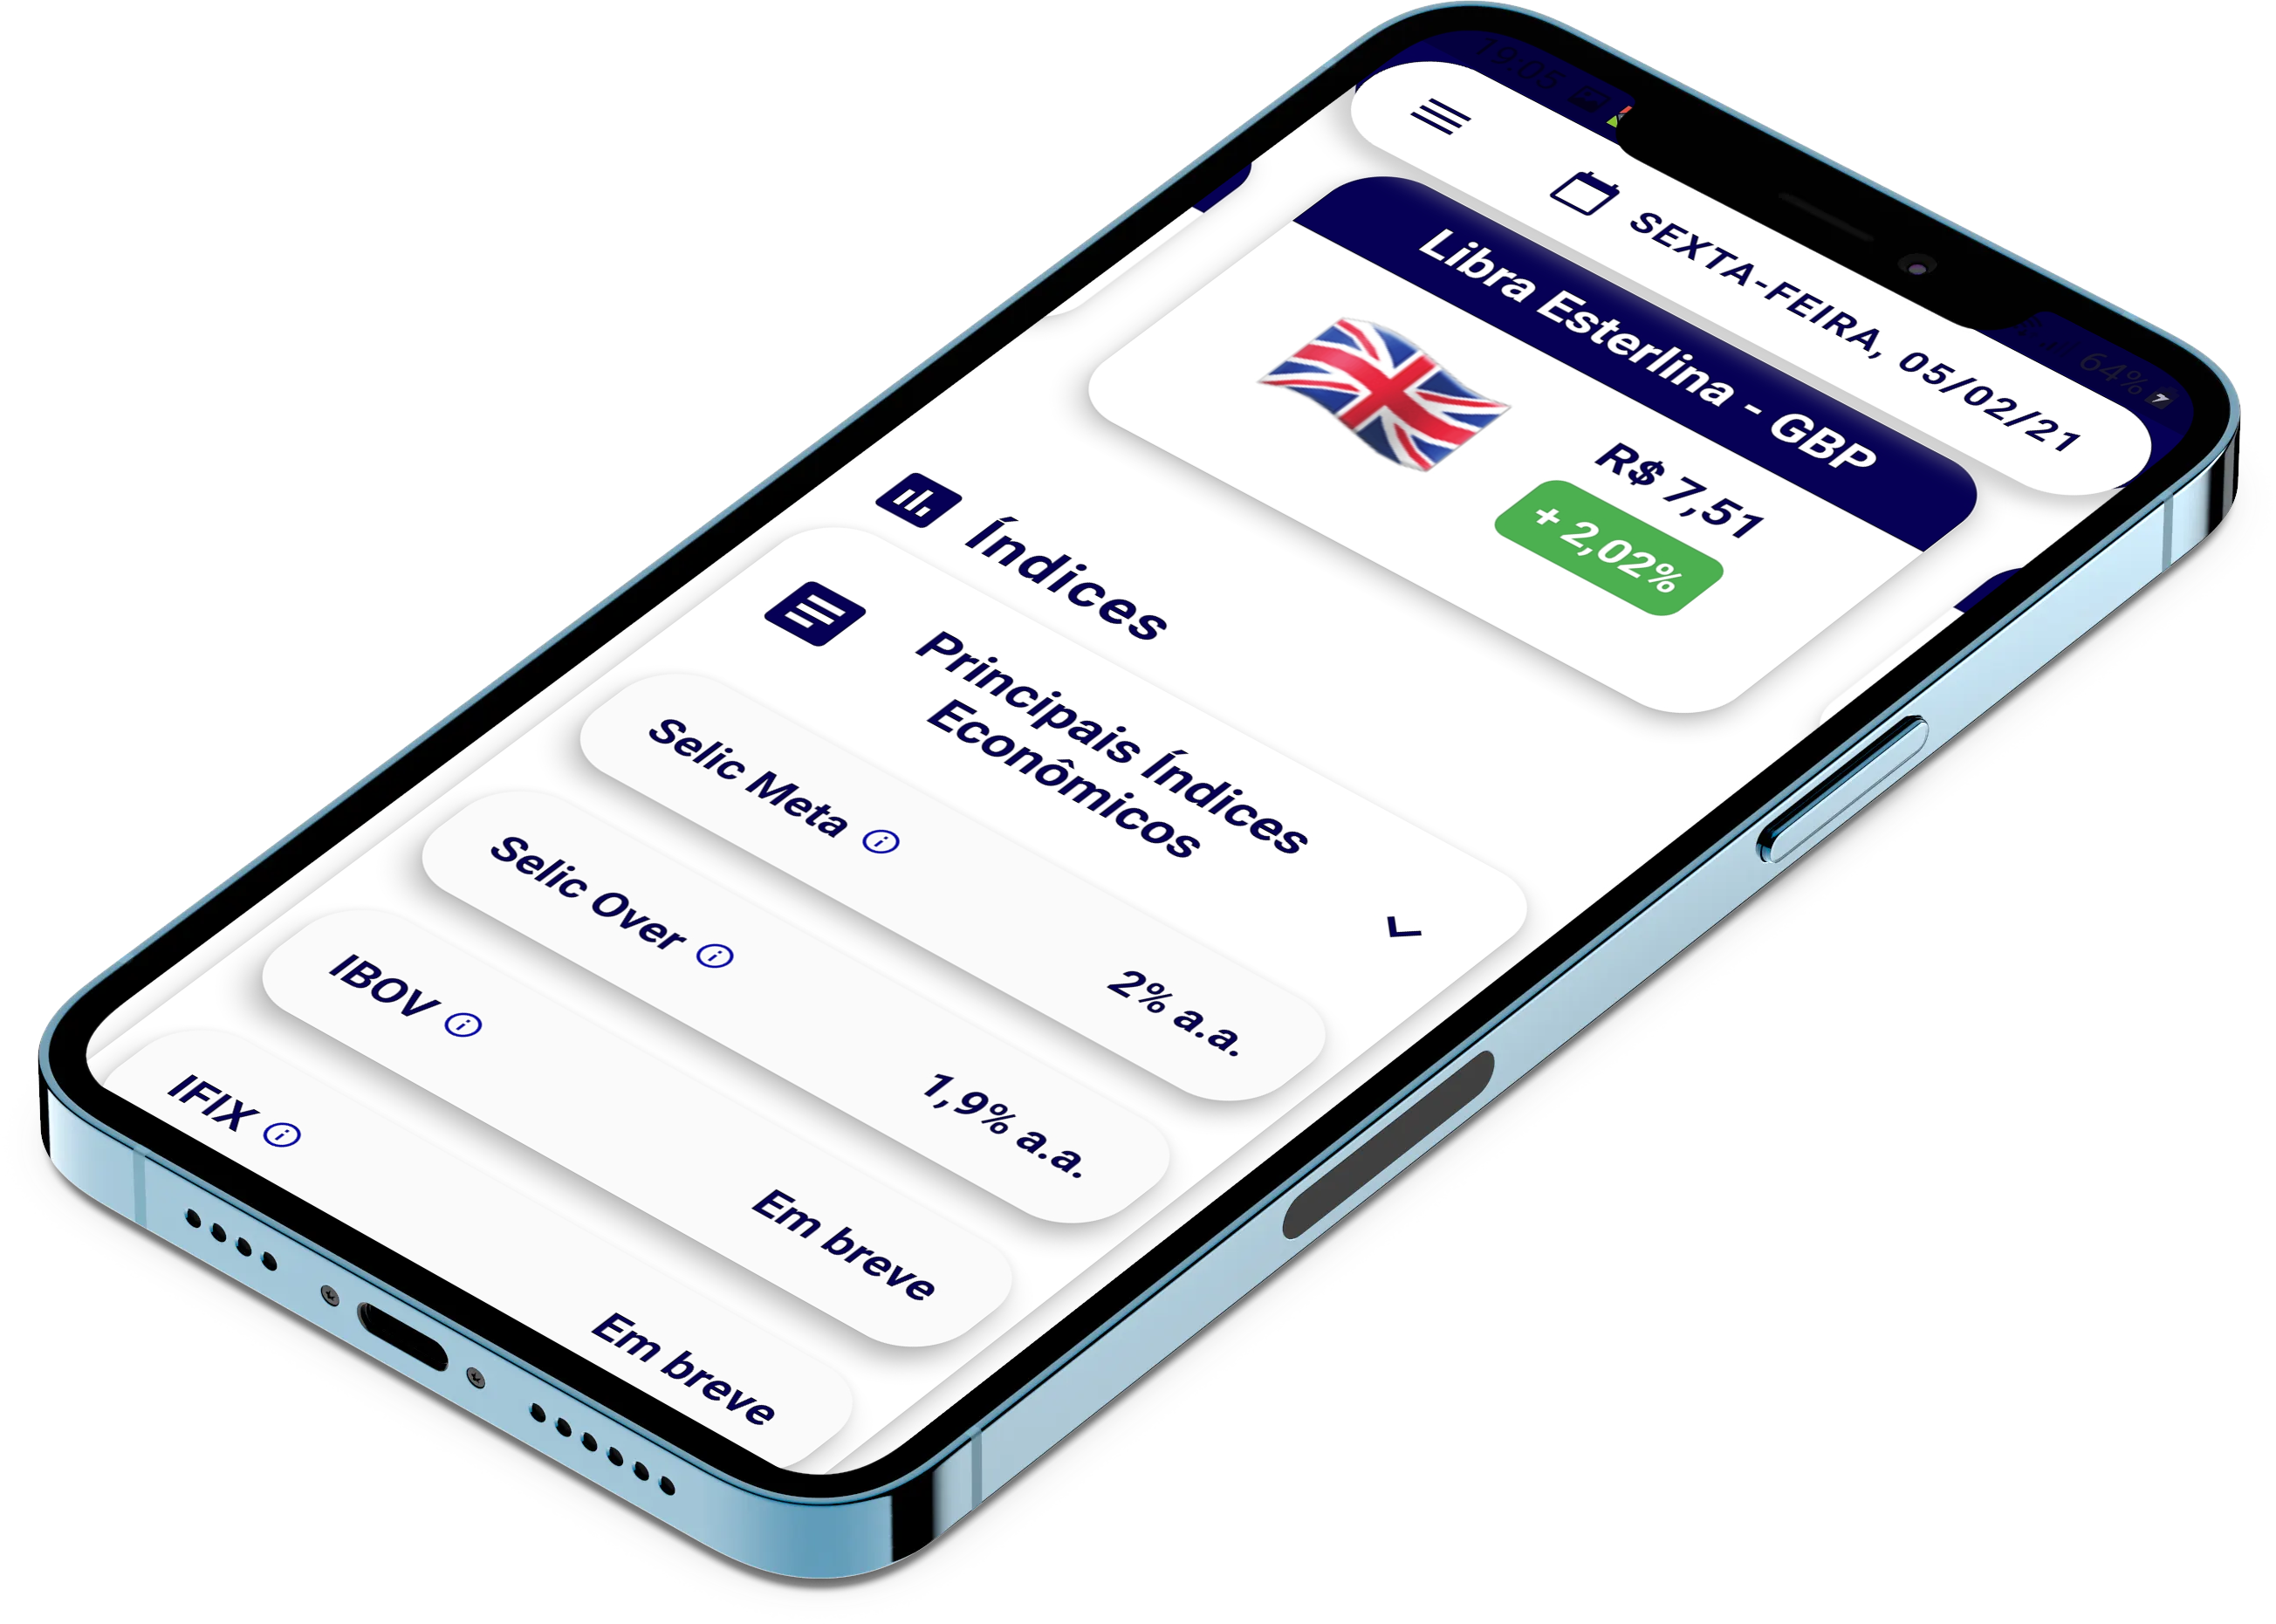 19:05
64%
SEXTA-FEIRA, 05/02/21
Libra Esterlina - GBP
R$ 7,51
+ 2,02%
Índices
Principais Índices
Econômicos
Selic Meta
2% a.a.
Selic Over
1,9% a.a.
IBOV
Em breve
IFIX
Em breve